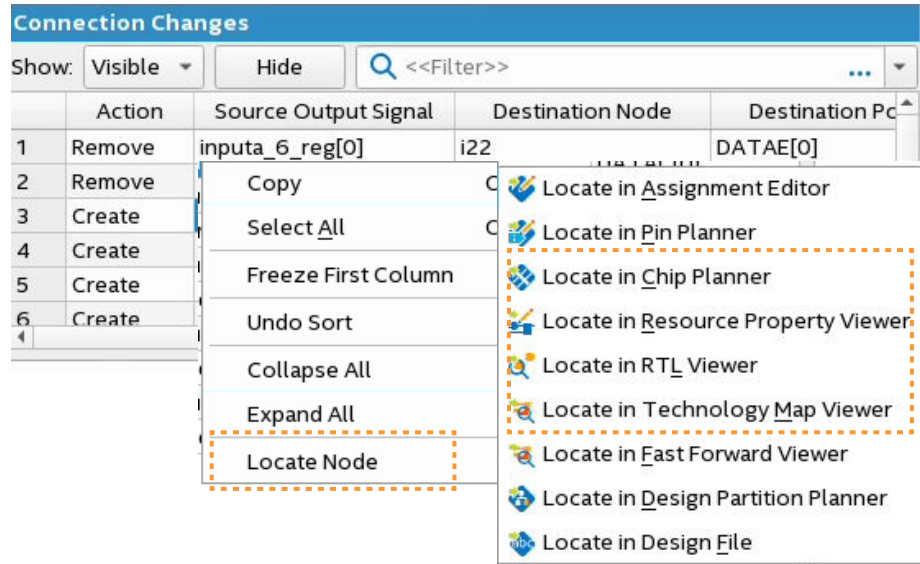 Connection Changes
Show: Visible Hide <<Filter>> ...
Action Source Output Signal Destination Node Destination
1 Remove inputa_6_reg[0] i22 DATAE[0]
2 Remove
3 Create
4 Create
5 Create
6 Create
Copy
Select All
Freeze First Column
Undo Sort
Collapse All
Expand All
Locate Node
Locate in Assignment Editor
Locate in Pin Planner
Locate in Chip Planner
Locate in Resource Property Viewer
Locate in RTL Viewer
Locate in Technology Map Viewer
Locate in Fast Forward Viewer
Locate in Design Partition Planner
Locate in Design File